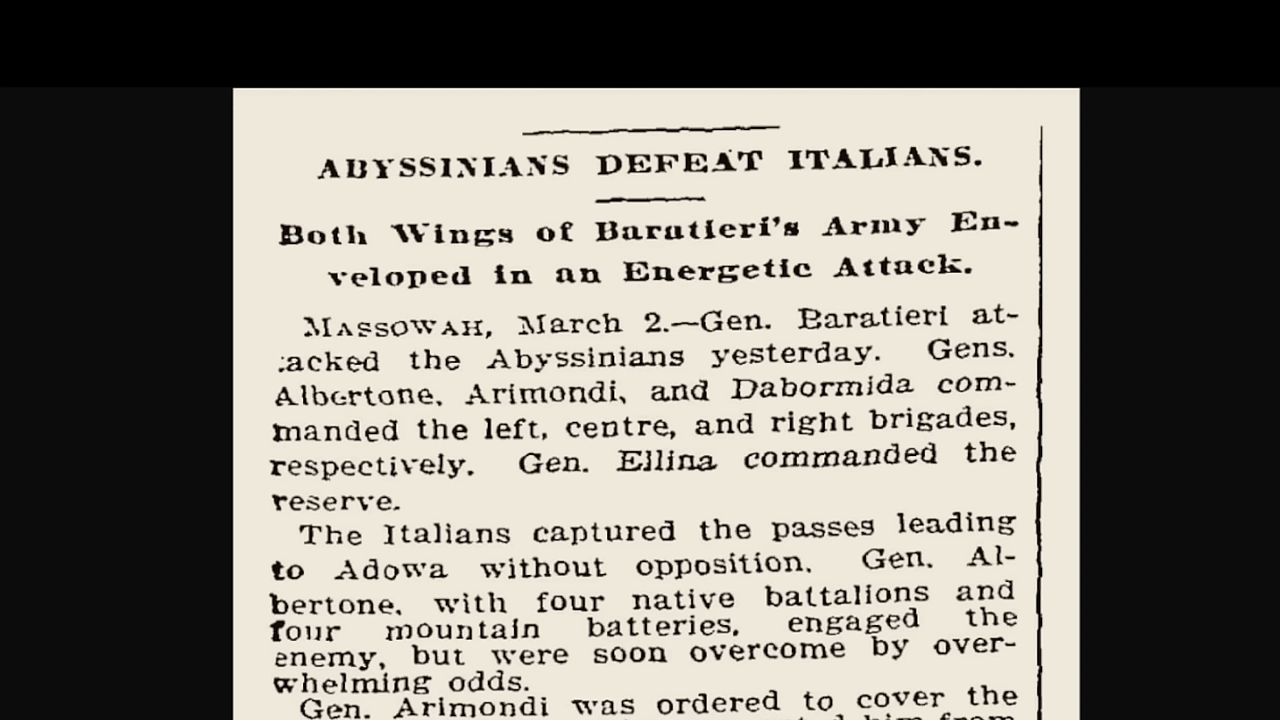 ABYSSINIANS DEFEAT ITALIANS.
Both Wings of Baratieri's Army En-
veloped in an Energetic Attack.
MASSOWAH, March 2.—Gen. Baratieri at-
tacked the Abyssinians yesterday. Gens.
Albertone, Arimondi, and Dabormida com-
manded the left, centre, and right brigades,
respectively. Gen. Ellina commanded the
reserve.
The Italians captured the passes leading
to Adowa without opposition. Gen. Al-
bertone, with four native battalions and
four mountain batteries, engaged the
enemy, but were soon overcome by over-
whelming odds.
Gen. Arimondi was ordered to cover the
him from